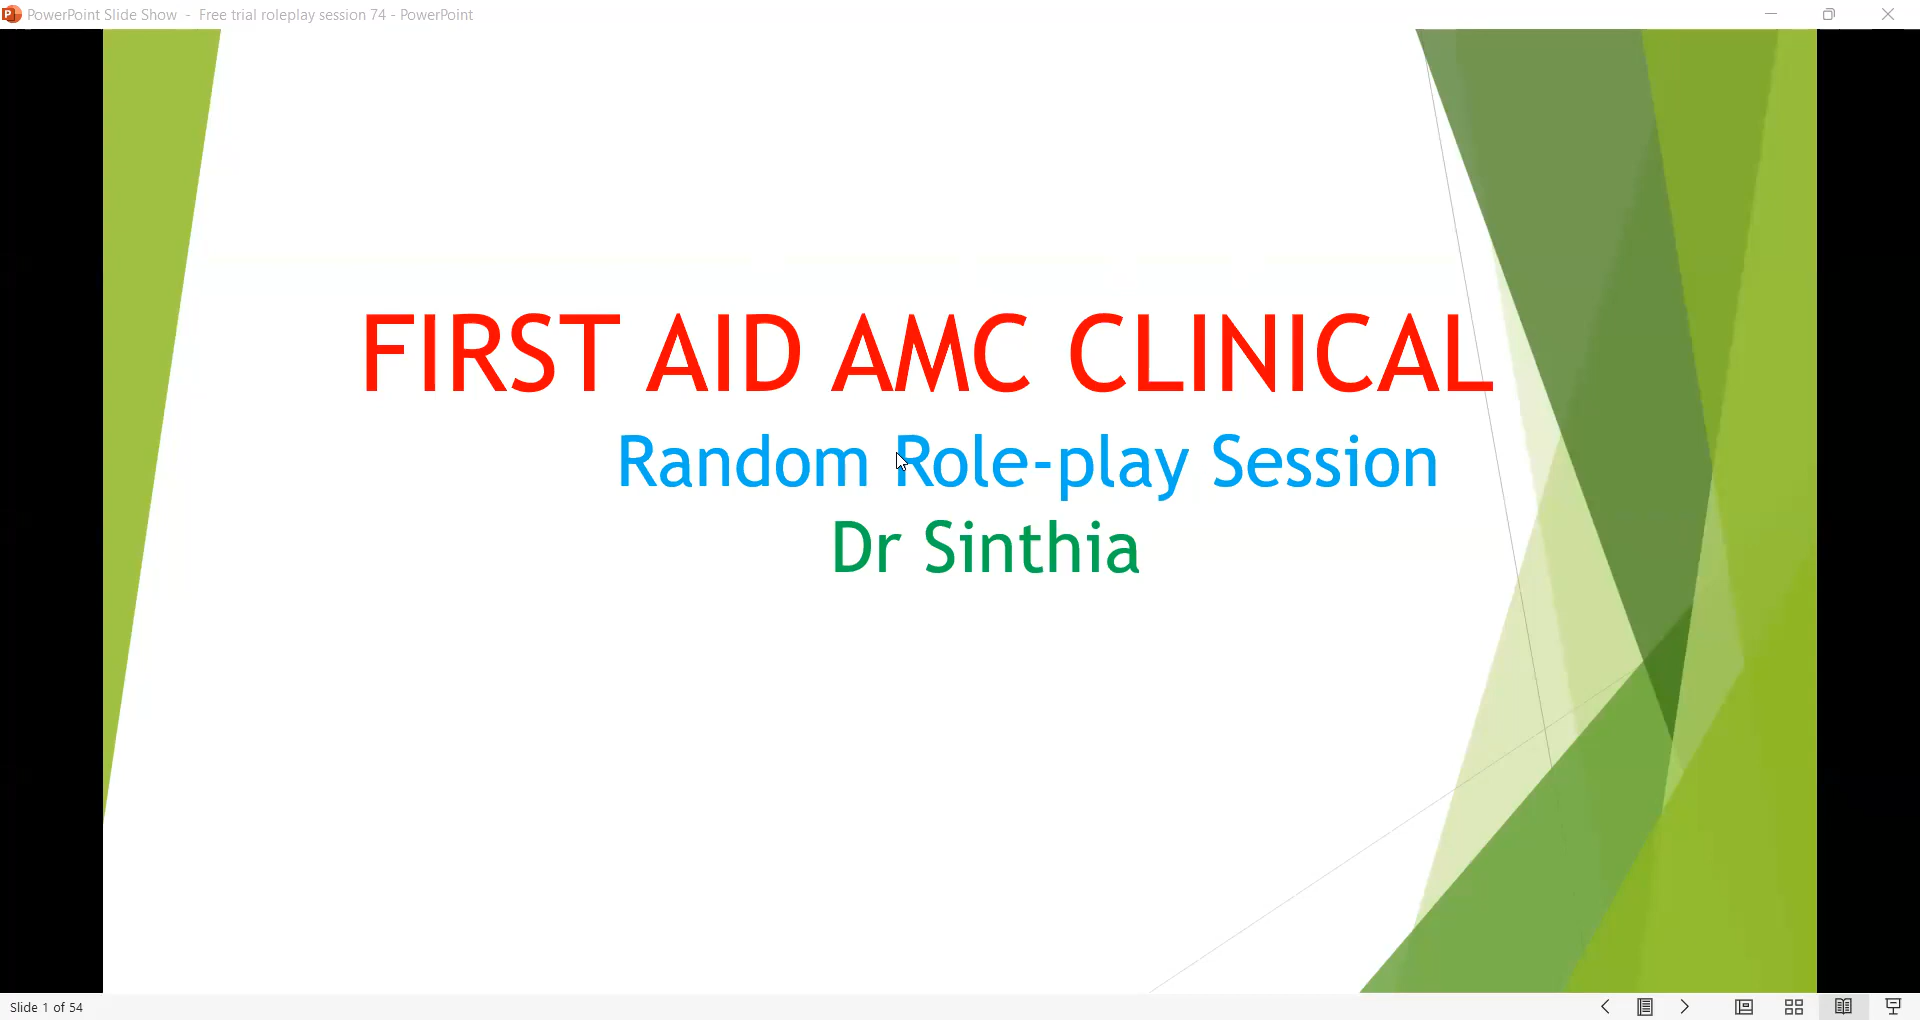 PowerPoint Slide Show - Free trial roleplay session 74 - PowerPoint
FIRST AID AMC CLINICAL
Random Role-play Session
Dr Sinthia
Slide 1 of 54